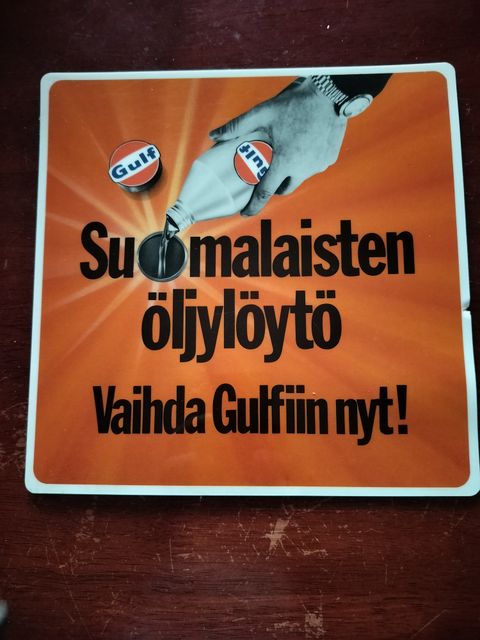 Gulf
Gulf
Suomalaisten
öljylöytö
Vaihda Gulfiin nyt!